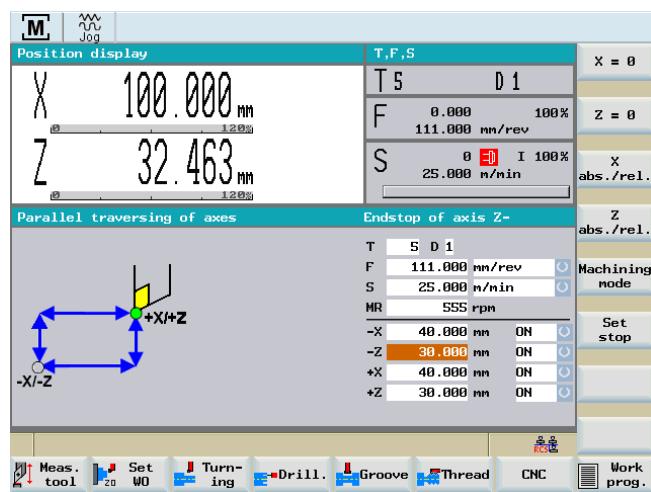 M
Jog
Position display
X 100.000 mm
0 120%
Z 32.463 mm
0 120%
T,F,S
T 5 D 1
F 0.000 100%
111.000 mm/rev
S 0 I 100%
25.000 m/min
X = 0
Z = 0
X
abs./rel.
Z
abs./rel.
Machining
mode
Set
stop
Parallel traversing of axes
+X/+Z
-X/-Z
Endstop of axis Z-
T 5 D 1
F 111.000 mm/rev
S 25.000 m/min
MR 555 rpm
-X 40.000 mm ON
-Z 30.000 mm ON
+X 40.000 mm ON
+Z 30.000 mm ON
RCS
Meas.
tool
Z0
Set
WO
Turn-
ing
Drill.
Groove
Thread
CNC
Work
prog.